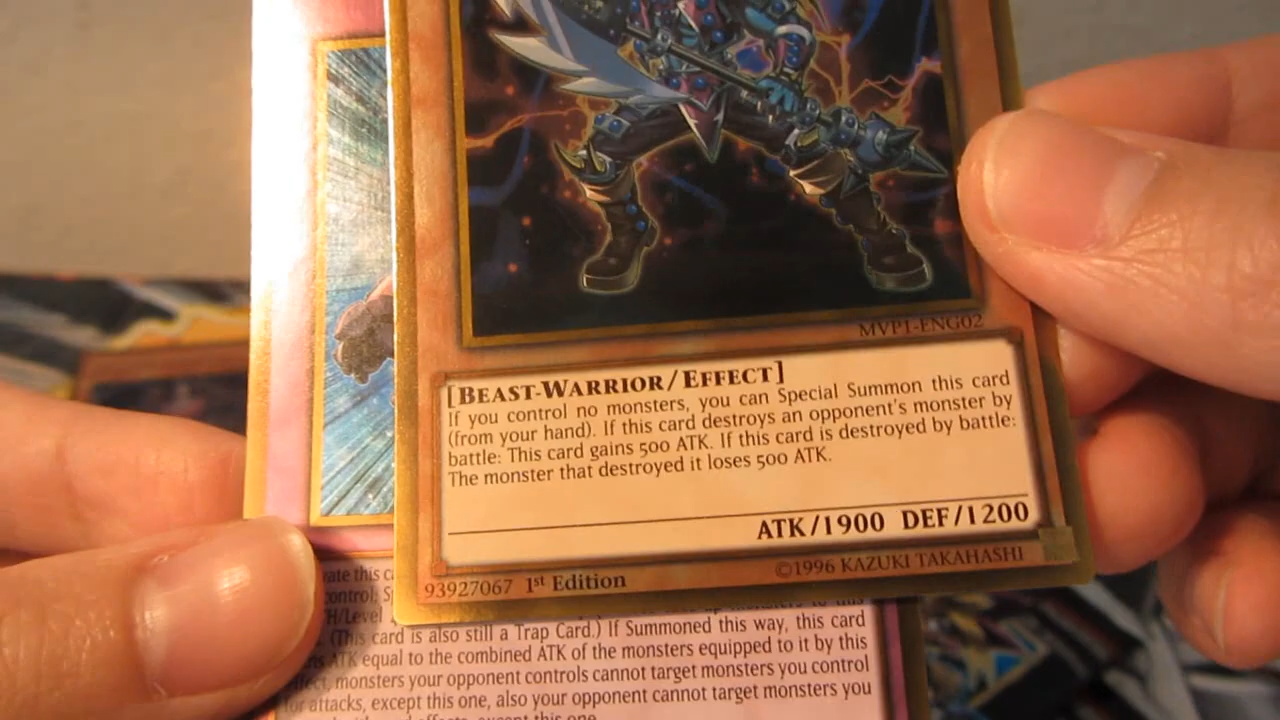 MVP1-ENG02
[BEAST-WARRIOR/EFFECT]
If you control no monsters, you can Special Summon this card
(from your hand). If this card destroys an opponent's monster by
battle: This card gains 500 ATK. If this card is destroyed by battle:
The monster that destroyed it loses 500 ATK.
ATK/1900 DEF/1200
93927067 1st Edition ©1996 KAZUKI TAKAHASHI
this
control;
/Level
(This card is also still a Trap Card.) If Summoned this way, this card
ATK equal to the combined ATK of the monsters equipped to it by this
monsters your opponent controls cannot target monsters you control
for attacks, except this one, also your opponent cannot target monsters you
except this one.